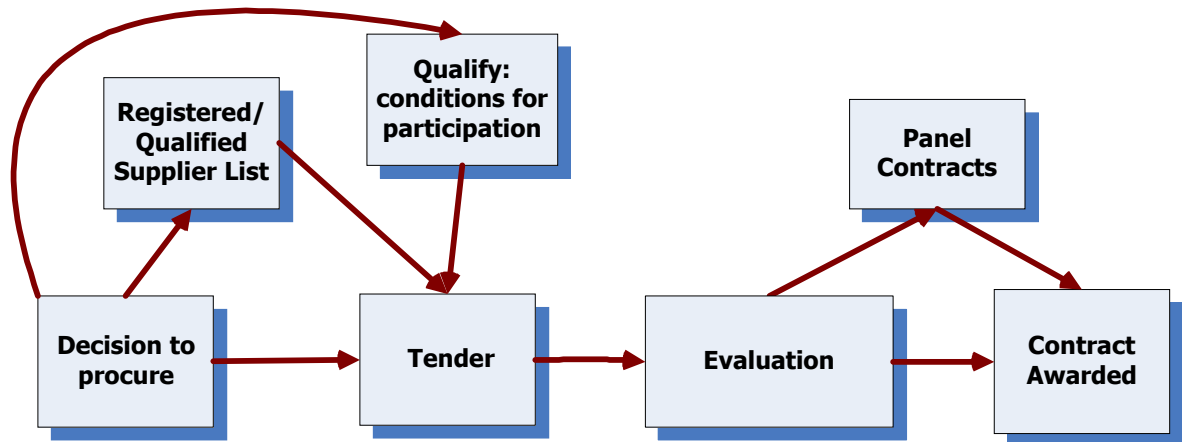 Qualify:
conditions for
participation
Registered/
Qualified
Supplier List
Panel
Contracts
Decision to
procure
Tender
Evaluation
Contract
Awarded